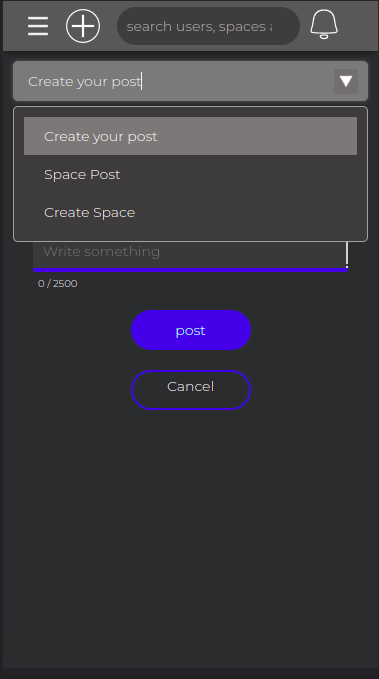 search users, spaces a
Create your post
Create your post
Space Post
Create Space
Write something
0 / 2500
post
Cancel